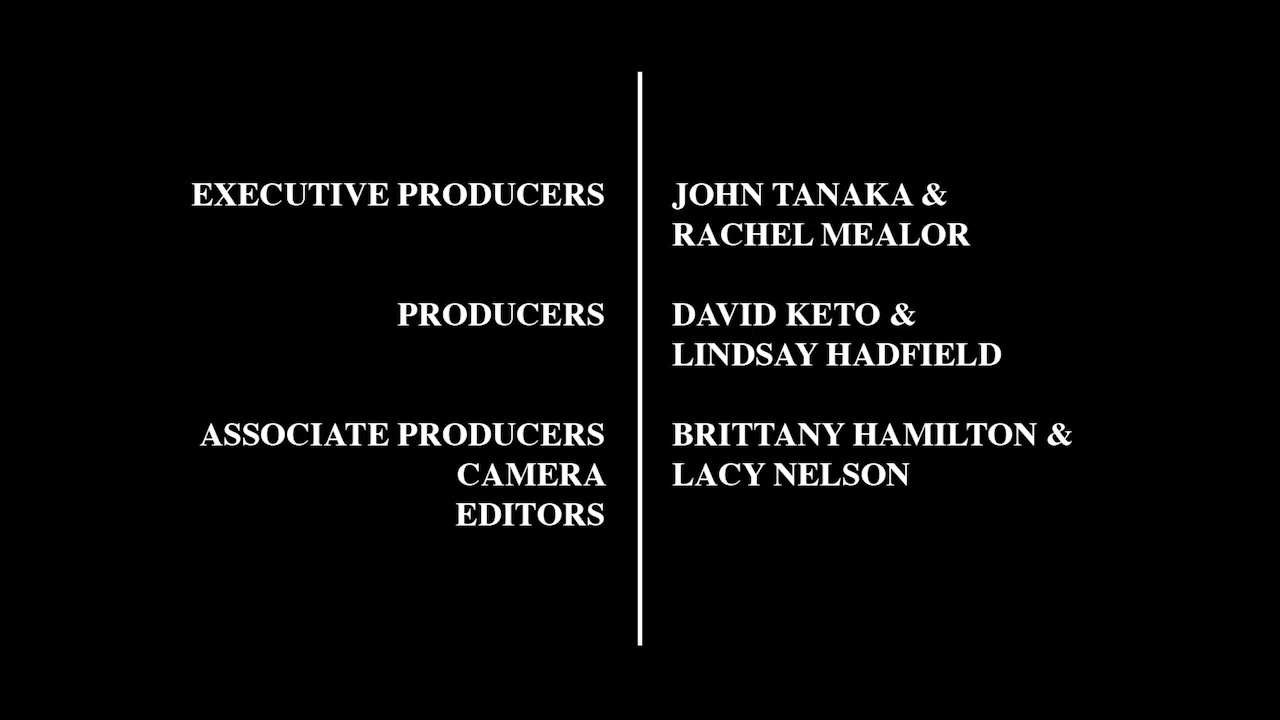 EXECUTIVE PRODUCERS
JOHN TANAKA &
RACHEL MEALOR
PRODUCERS
DAVID KETO &
LINDSAY HADFIELD
ASSOCIATE PRODUCERS
CAMERA
EDITORS
BRITTANY HAMILTON &
LACY NELSON